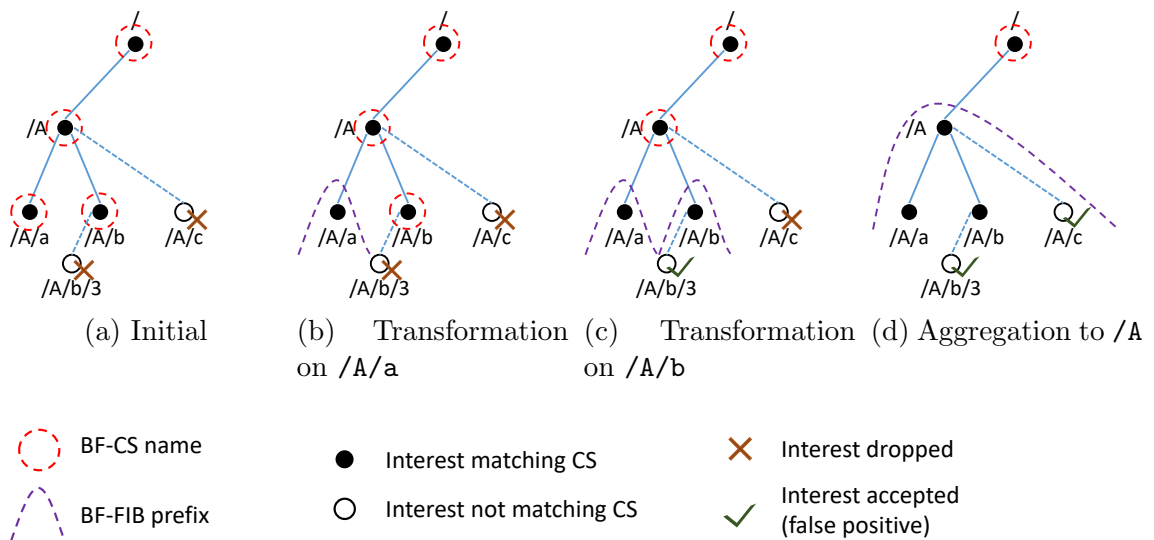 /
/A
/A/a
/A/b
/A/c
/A/b/3
(a) Initial
/
/A
/A/a
/A/b
/A/c
/A/b/3
(b) Transformation
on /A/a
/
/A
/A/a
/A/b
/A/c
/A/b/3
(c) Transformation
on /A/b
/
/A
/A/a
/A/b
/A/c
/A/b/3
(d) Aggregation to /A
BF-CS name
BF-FIB prefix
Interest matching CS
Interest not matching CS
Interest dropped
Interest accepted
(false positive)